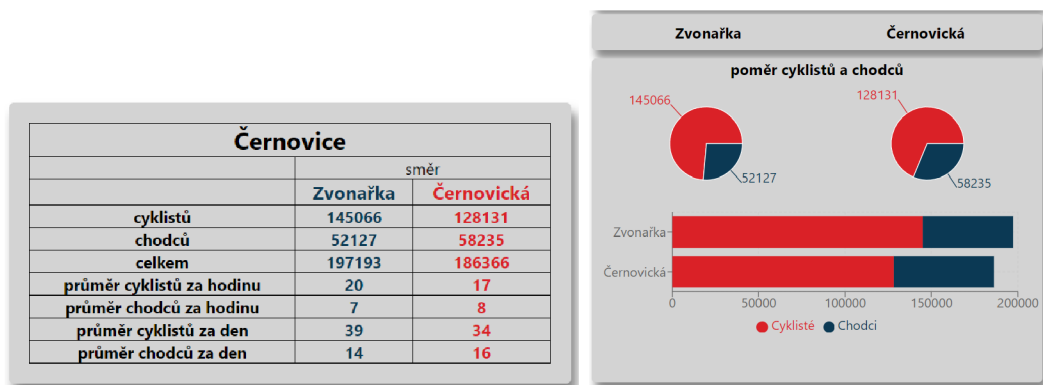 Černovice
směr
Zvonařka Černovická
cyklistů 145066 128131
chodců 52127 58235
celkem 197193 186366
průměr cyklistů za hodinu 20 17
průměr chodců za hodinu 7 8
průměr cyklistů za den 39 34
průměr chodců za den 14 16
Zvonařka Černovická
poměr cyklistů a chodců
145066 128131
52127 58235
Zvonařka
Černovická
0 50000 100000 150000 200000
Cyklisté Chodci